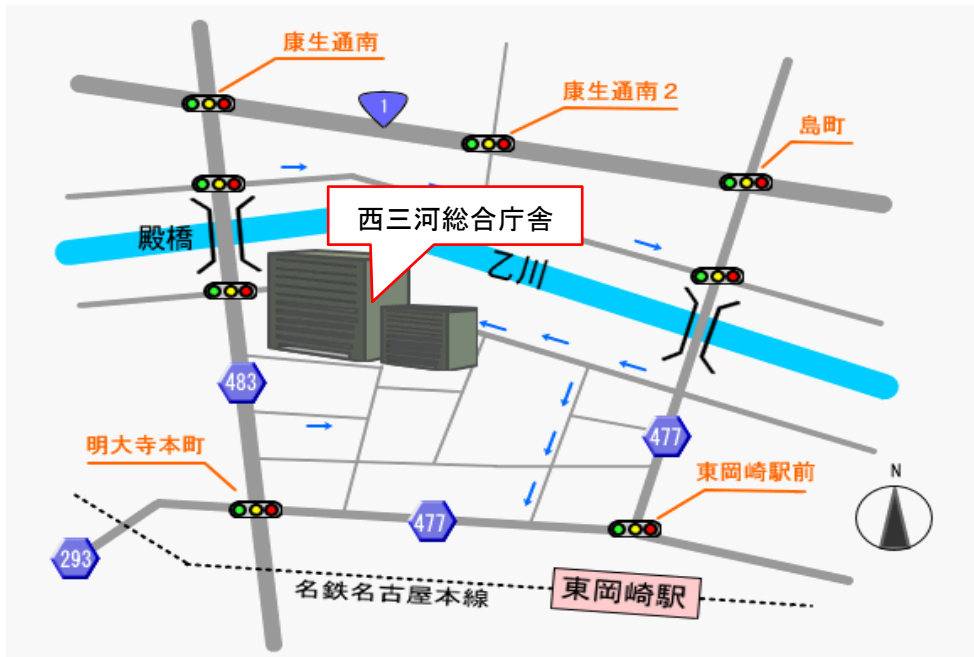 康生通南
1
康生通南２
島町
西三河総合庁舎
殿橋
乙川
483
477
明大寺本町
東岡崎駅前
N
477
293
名鉄名古屋本線
東岡崎駅